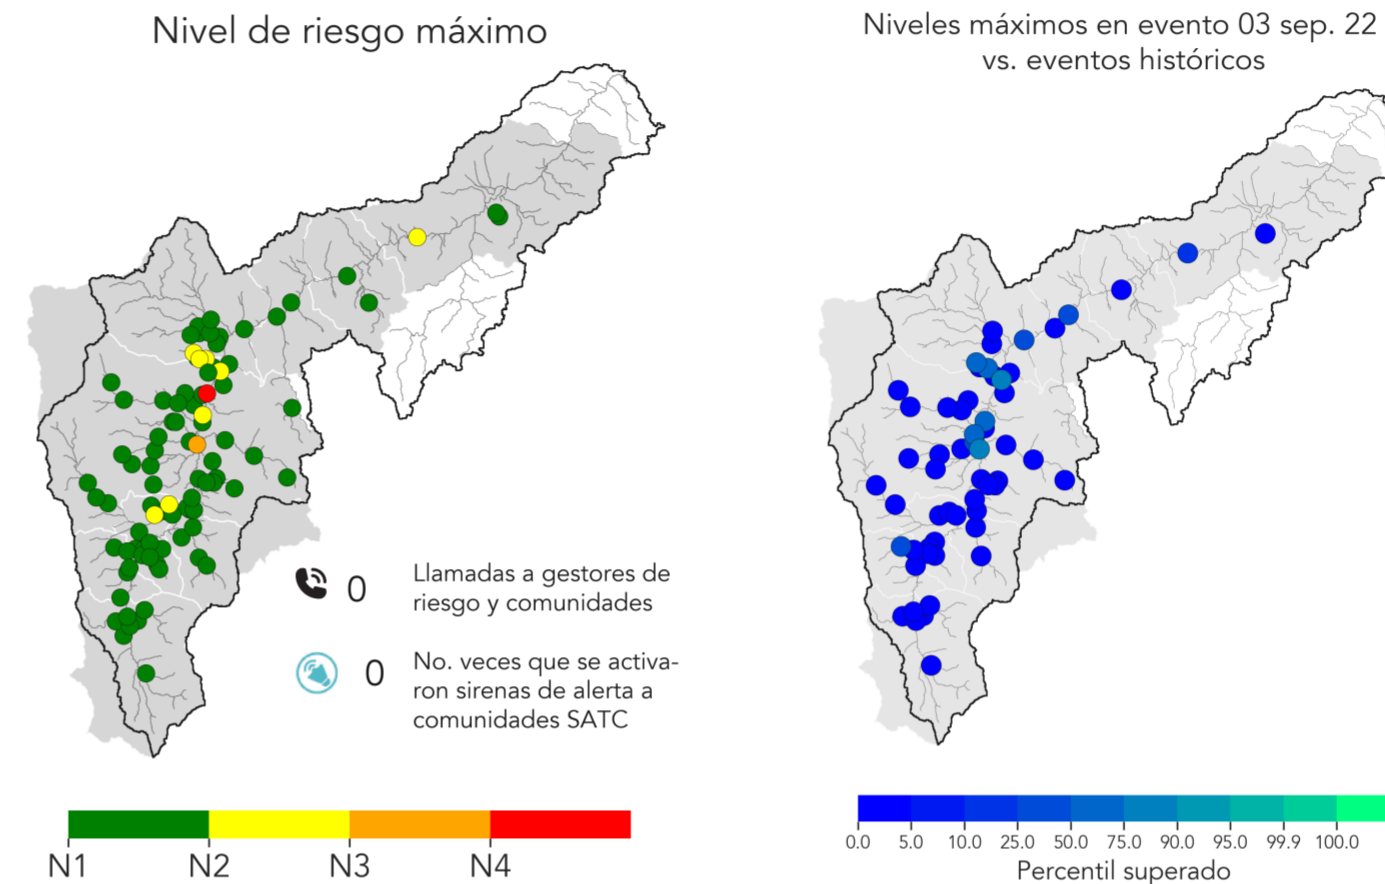 Nivel de riesgo máximo
0
Llamadas a gestores de
riesgo y comunidades
0
No. veces que se activa-
ron sirenas de alerta a
comunidades SATC
N1 N2 N3 N4
Niveles máximos en evento 03 sep. 22
vs. eventos históricos
0.0 5.0 10.0 25.0 50.0 75.0 90.0 95.0 99.9 100.0
Percentil superado